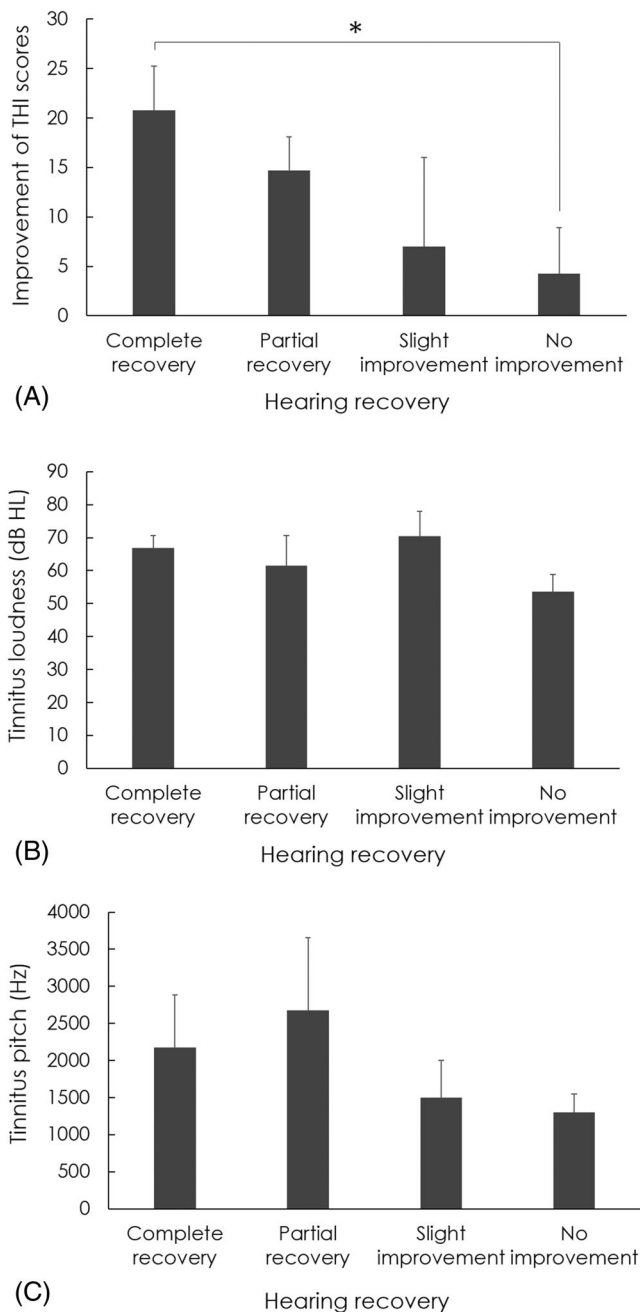 *
Improvement of THI scores
30
25
20
15
10
5
0
Complete recovery
Partial recovery
Slight improvement
No improvement
Hearing recovery
(A)
Tinnitus loudness (dB HL)
90
80
70
60
50
40
30
20
10
0
Complete recovery
Partial recovery
Slight improvement
No improvement
Hearing recovery
(B)
Tinnitus pitch (Hz)
4000
3500
3000
2500
2000
1500
1000
500
0
Complete recovery
Partial recovery
Slight improvement
No improvement
Hearing recovery
(C)